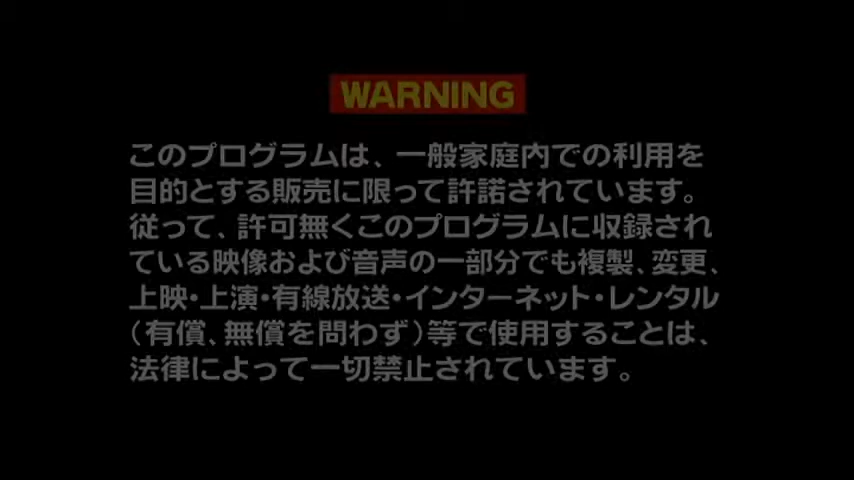 WARNING
このプログラムは、一般家庭内での利用を
目的とする販売に限って許諾されています。
従って、許可無くこのプログラムに収録され
ている映像および音声の一部分でも複製、変更、
上映・上演・有線放送・インターネット・レンタル
（有償、無償を問わず）等で使用することは、
法律によって一切禁止されています。